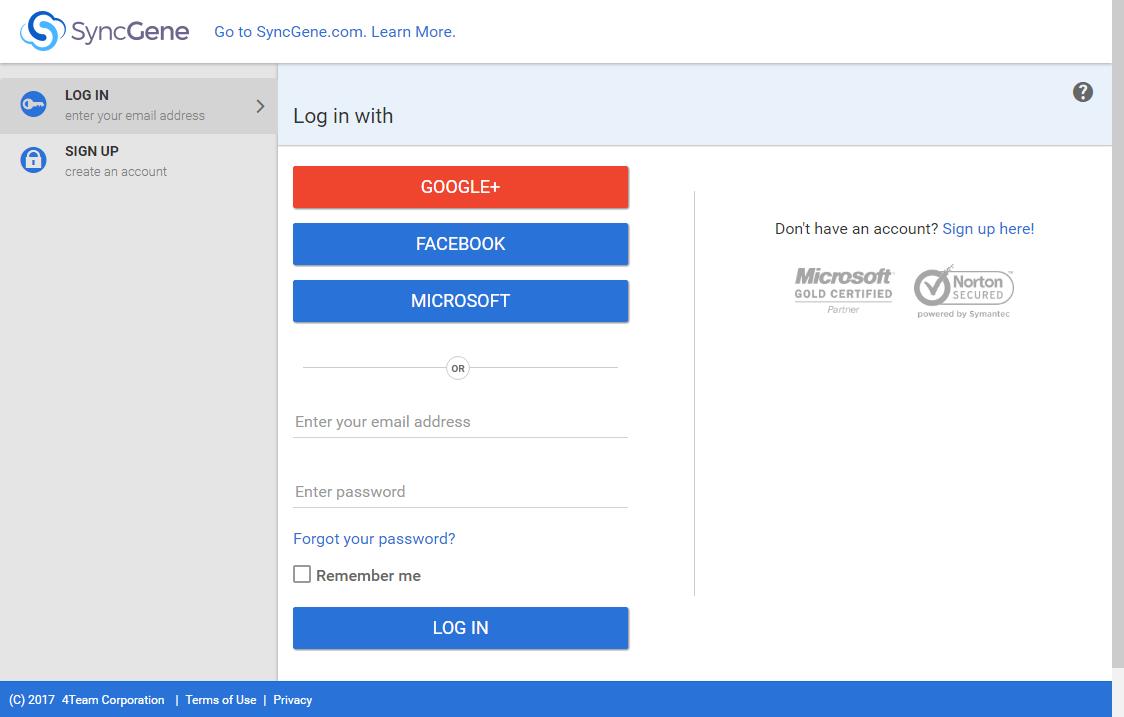 SyncGene
Go to SyncGene.com. Learn More.
LOG IN
enter your email address
SIGN UP
create an account
?
Log in with
GOOGLE+
FACEBOOK
MICROSOFT
OR
Enter your email address
Enter password
Forgot your password?
Remember me
LOG IN
Don't have an account? Sign up here!
Microsoft
GOLD CERTIFIED
Partner
Norton
SECURED
powered by Symantec
(C) 2017 4Team Corporation | Terms of Use | Privacy